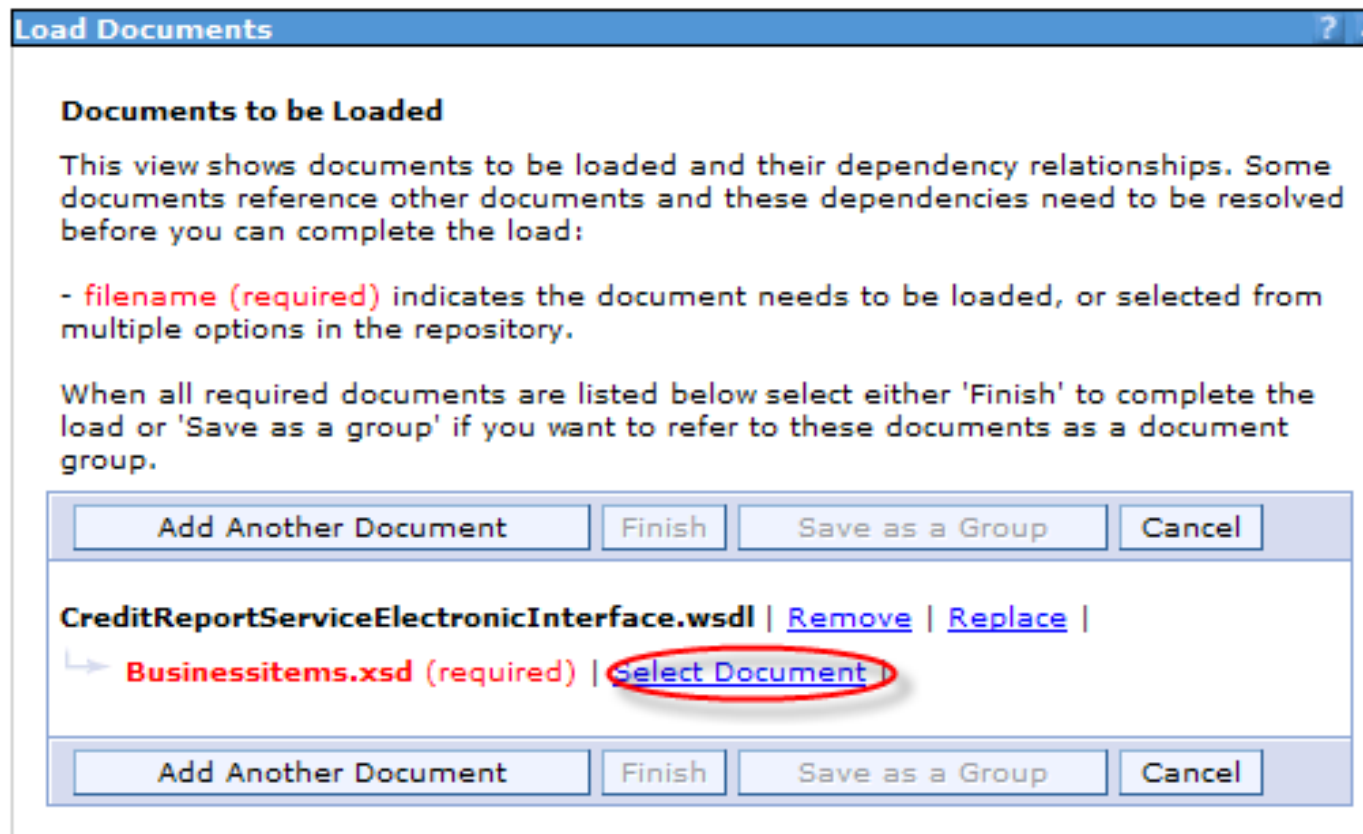 Load Documents ?
Documents to be Loaded
This view shows documents to be loaded and their dependency relationships. Some
documents reference other documents and these dependencies need to be resolved
before you can complete the load:
- filename (required) indicates the document needs to be loaded, or selected from
multiple options in the repository.
When all required documents are listed below select either 'Finish' to complete the
load or 'Save as a group' if you want to refer to these documents as a document
group.
Add Another Document Finish Save as a Group Cancel
CreditReportServiceElectronicInterface.wsdl | Remove | Replace |
Businessitems.xsd (required) | Select Document |
Add Another Document Finish Save as a Group Cancel